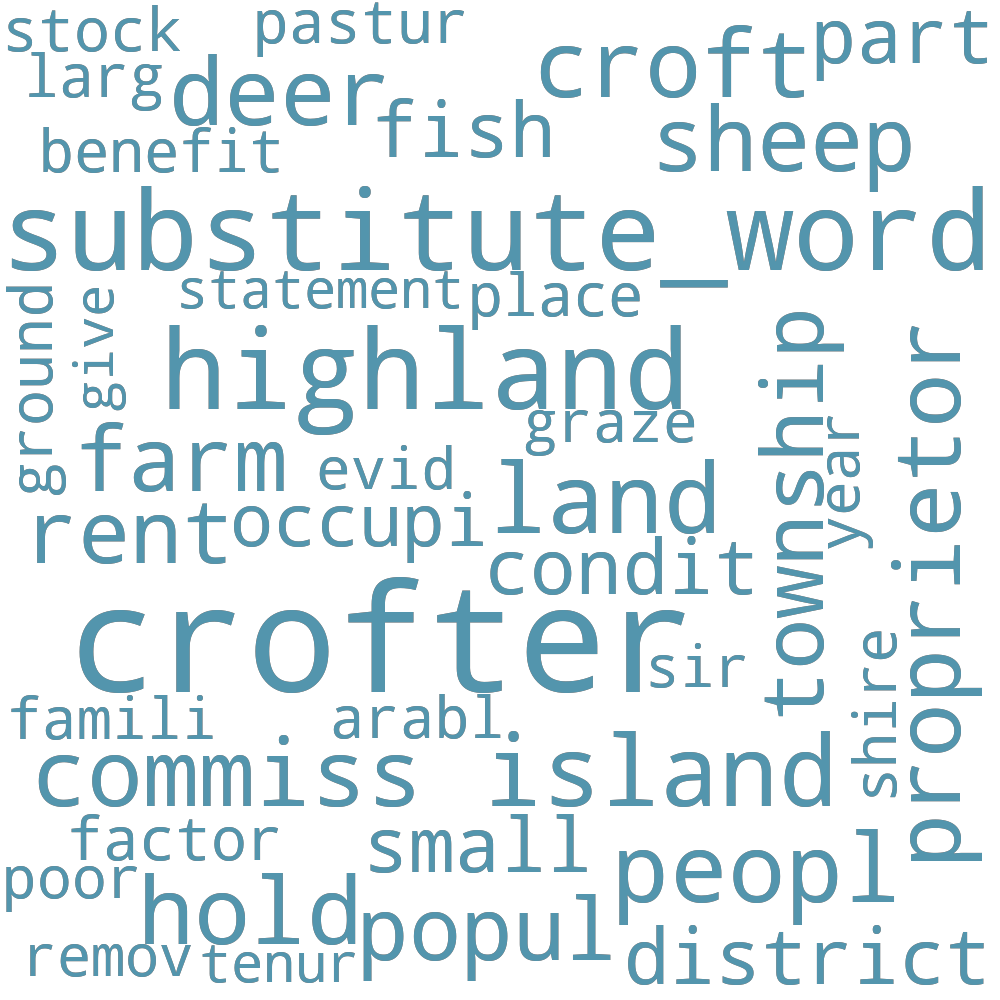 stock
pastur
croft
part
larg
deer
fish
sheep
benefit
substitute_word
statement
place
ground
give
highland
township
proprietor
graze
farm
evid
land
year
rent
occupi
condit
crofter
sir
shire
famili
arabl
commiss
island
factor
small
peopl
poor
hold
popul
district
remov
tenur